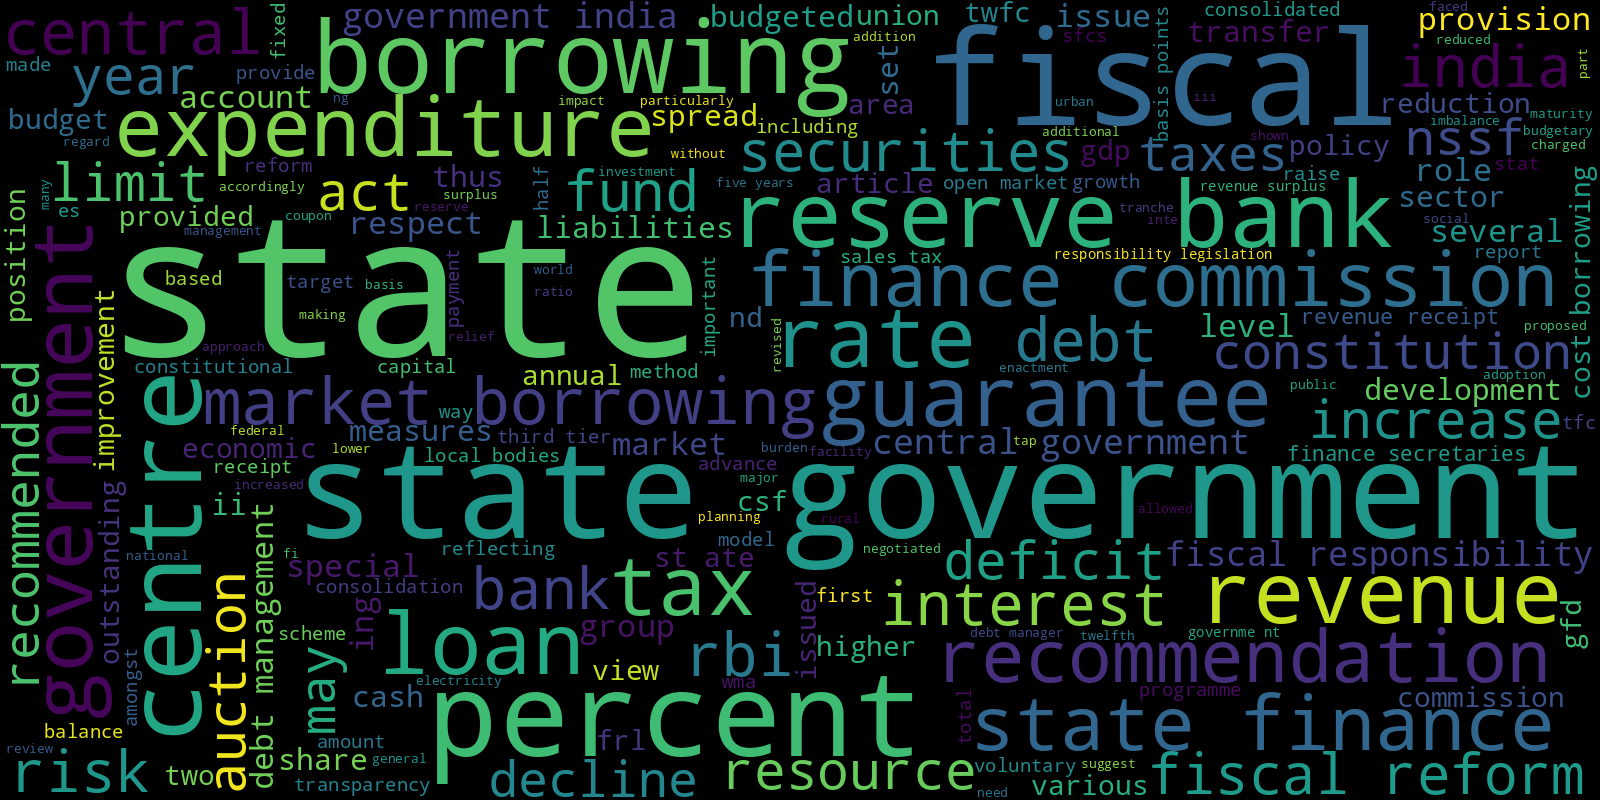 central
fixed
government india
budgeted
union
twfc
issue
consolidated
faced
provision
made
year
provide
borrowing
addition
set
fiscal
sfcs
transfer
basis points
reduced
india
part
account
ng
impact
particularly
area
urban
iii
reduction
maturity
imbalance
budget
expenditure
spread
including
additional
shown
policy
nssf
budgetary
charged
regard
reform
without
securities
gdp
taxes
role
stat
many
limit
accordingly
act
thus
half
fund
investment
five years
article
open market
growth
raise
revenue surplus
sector
es
provided
coupon
surplus
reserve
respect
management
liabilities
reserve bank
tranche
inte
social
several
borrowing
position
government
state
based
target
basis
making
payment
relief
world
ratio
important
sales tax
responsibility legislation
report
finance commission
nd
revised
rate
debt
level
revenue receipt
proposed
cost
improvement
approach
constitutional
capital
annual
method
enactment
constitution
adoption
public
development
recommended
centre
market borrowing
way
guarantee
increase
tfc
federal
measures
third tier
market
burden
facility
central government
tap
economic
lower
local bodies
advance
finance secretaries
receipt
increased
state
major
government
outstanding
ii
csf
planning
rural
allowed
national
debt management
reflecting
model
negotiated
fi
special
st ate
deficit
fiscal responsibility
auction
consolidation
bank
tax
issued
first
interest
revenue
gfd
ing
scheme
may
loan
group
higher
debt manager
twelfth
governme nt
amongst
view
rbi
recommendation
electricity
wma
programme
commission
cash
percent
total
state finance
balance
review
amount
general
frl
risk
two
share
transparency
decline
resource
voluntary
suggest
need
various
fiscal reform